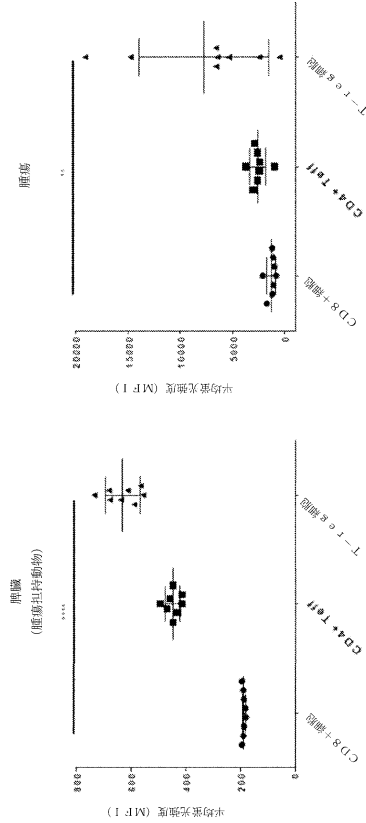 脾臓
(腫瘍担持動物)
****
平均蛍光強度 (MFI)
800
600
400
200
0
CD8+細胞
CD4+Teff
T-reg細胞
腫瘍
**
平均蛍光強度 (MFI)
20000
15000
10000
5000
0
CD8+細胞
CD4+Teff
T-reg細胞